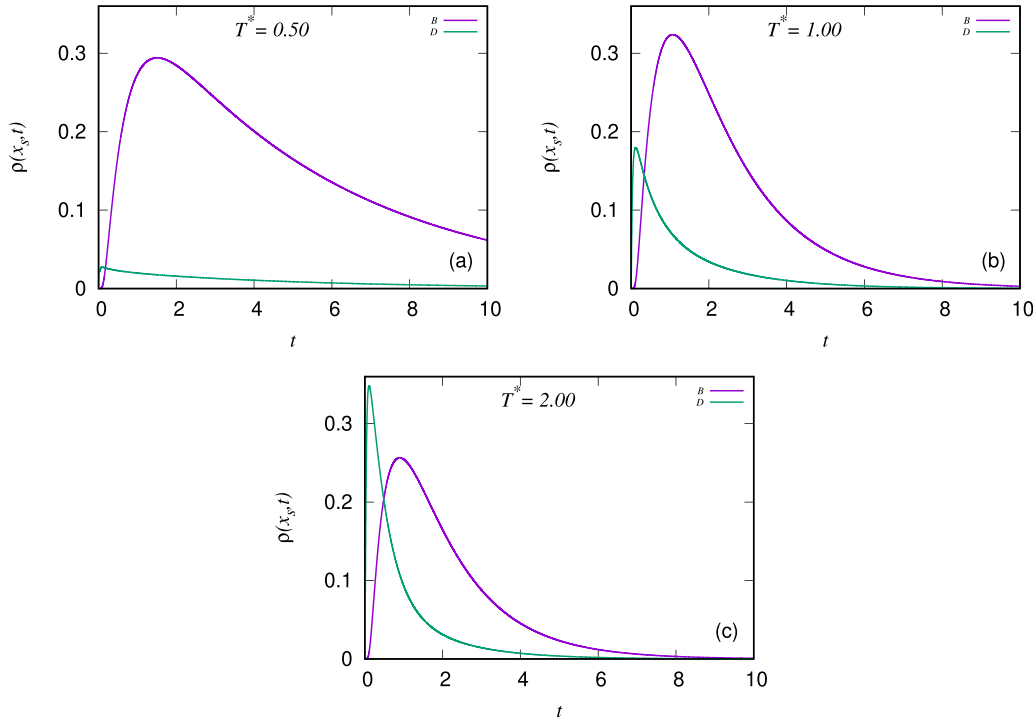 T* = 0.50
B
D
0.3
0.2
0.1
0
ρ(x_s,t)
(a)
0 2 4 6 8 10
t
T* = 1.00
B
D
0.3
0.2
0.1
0
ρ(x_s,t)
(b)
0 2 4 6 8 10
t
T* = 2.00
B
D
0.3
0.2
0.1
0
ρ(x_s,t)
(c)
0 2 4 6 8 10
t